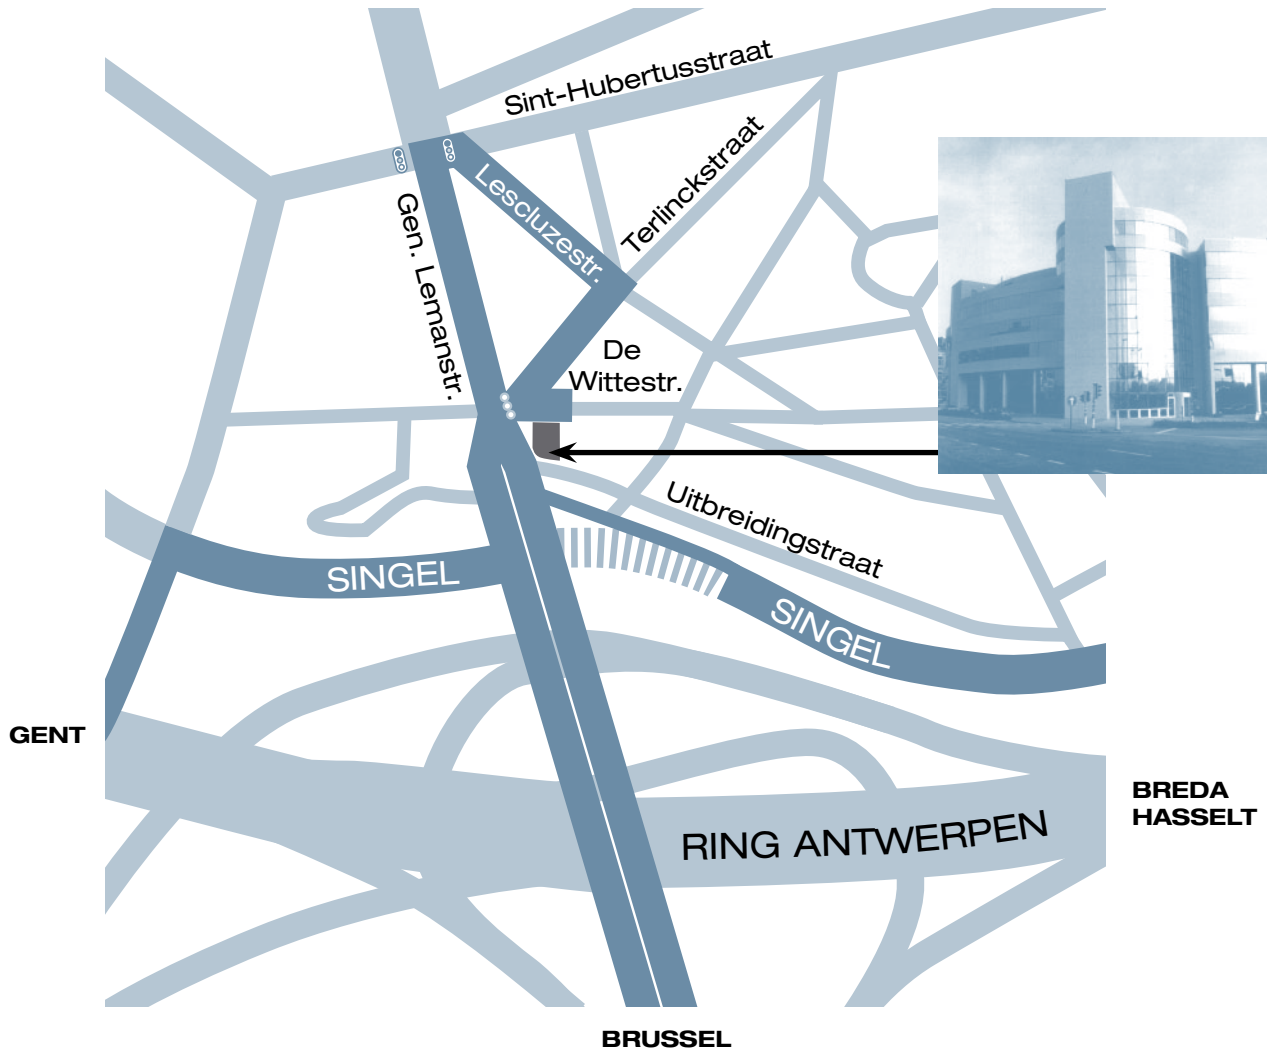 Sint-Hubertusstraat
Terlinckstraat
Lescluzestr.
Gen. Lemanstr.
De
Wittestr.
Uitbreidingstraat
SINGEL
SINGEL
GENT
BREDA
HASSELT
RING ANTWERPEN
BRUSSEL